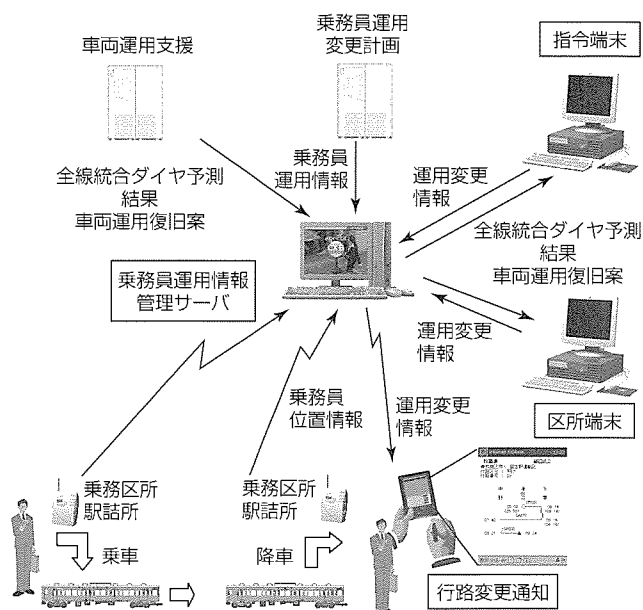 車両運用支援
乗務員運用
変更計画
指令端末
全線統合ダイヤ予測
結果
車両運用復旧案
乗務員
運用情報
運用変更
情報
全線統合ダイヤ予測
結果
車両運用復旧案
乗務員運用情報
管理サーバ
運用変更
情報
区所端末
乗務員
位置情報
運用変更
情報
乗務区所
駅詰所
乗務区所
駅詰所
乗車
降車
行路変更通知